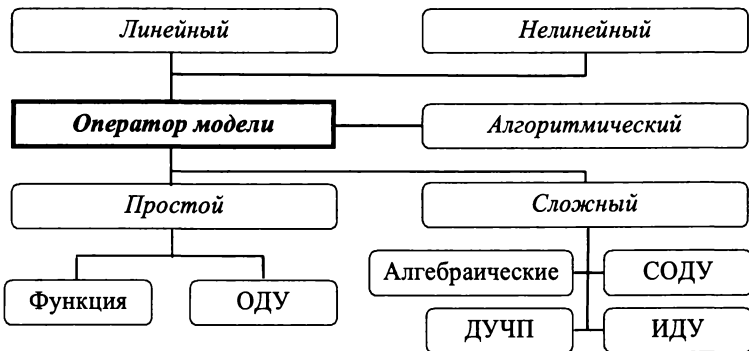 Линейный
Нелинейный
Оператор модели
Алгоритмический
Простой
Сложный
Алгебраические
СОДУ
Функция
ОДУ
ДУЧП
ИДУ